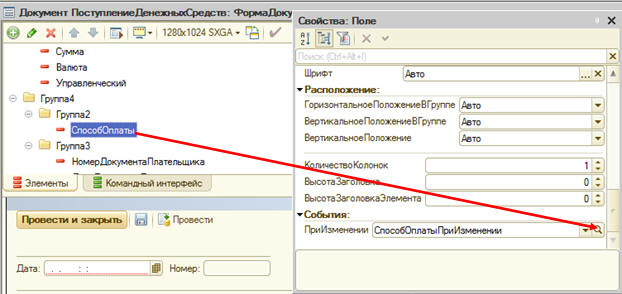 Документ ПоступлениеДенежныхСредств: ФормаДоку
1280x1024 SXGA
Сумма
Валюта
Управленческий
Группа4
Группа2
СпособОплаты
Группа3
НомерДокументаПлательщика
Элементы
Командный интерфейс
Провести и закрыть
Провести
Дата: . . : :
Номер:
Свойства: Поле
Поиск (Ctrl+Alt+I)
Шрифт Авто
Расположение:
ГоризонтальноеПоложениеВГруппе Авто
ВертикальноеПоложениеВГруппе Авто
ВертикальноеПоложение Авто
КоличествоКолонок 1
ВысотаЗаголовка 0
ВысотаЗаголовкаЭлемента 0
События:
ПриИзменении СпособОплатыПриИзменении